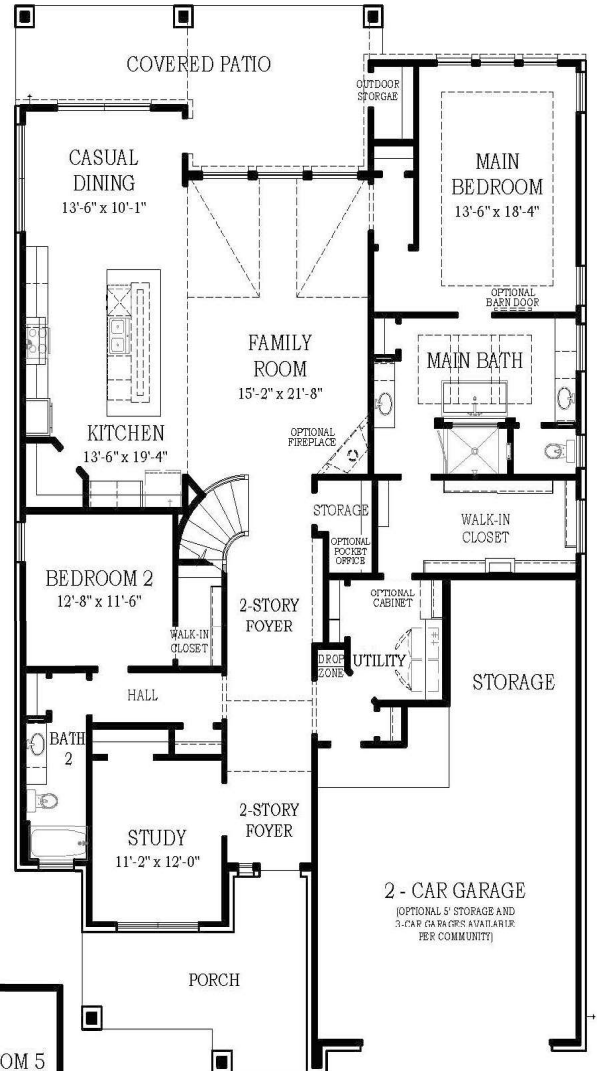 COVERED PATIO
OUTDOOR
STORGAE
CASUAL
DINING
13'-6" x 10'-1"
MAIN
BEDROOM
13'-6" x 18'-4"
OPTIONAL
BARN DOOR
FAMILY
ROOM
15'-2" x 21'-8"
MAIN BATH
OPTIONAL
FIREPLACE
KITCHEN
13'-6" x 19'-4"
STORAGE
OPTIONAL
POCKET
OFFICE
WALK-IN
CLOSET
BEDROOM 2
12'-8" x 11'-6"
2-STORY
FOYER
OPTIONAL
CABINET
WALK-IN
CLOSET
DROP
ZONE
UTILITY
STORAGE
HALL
BATH
2
2-STORY
FOYER
STUDY
11'-2" x 12'-0"
2 - CAR GARAGE
(OPTIONAL 5' STORAGE AND
3-CAR GARAGES AVAILABLE
PER COMMUNITY)
PORCH
OM 5